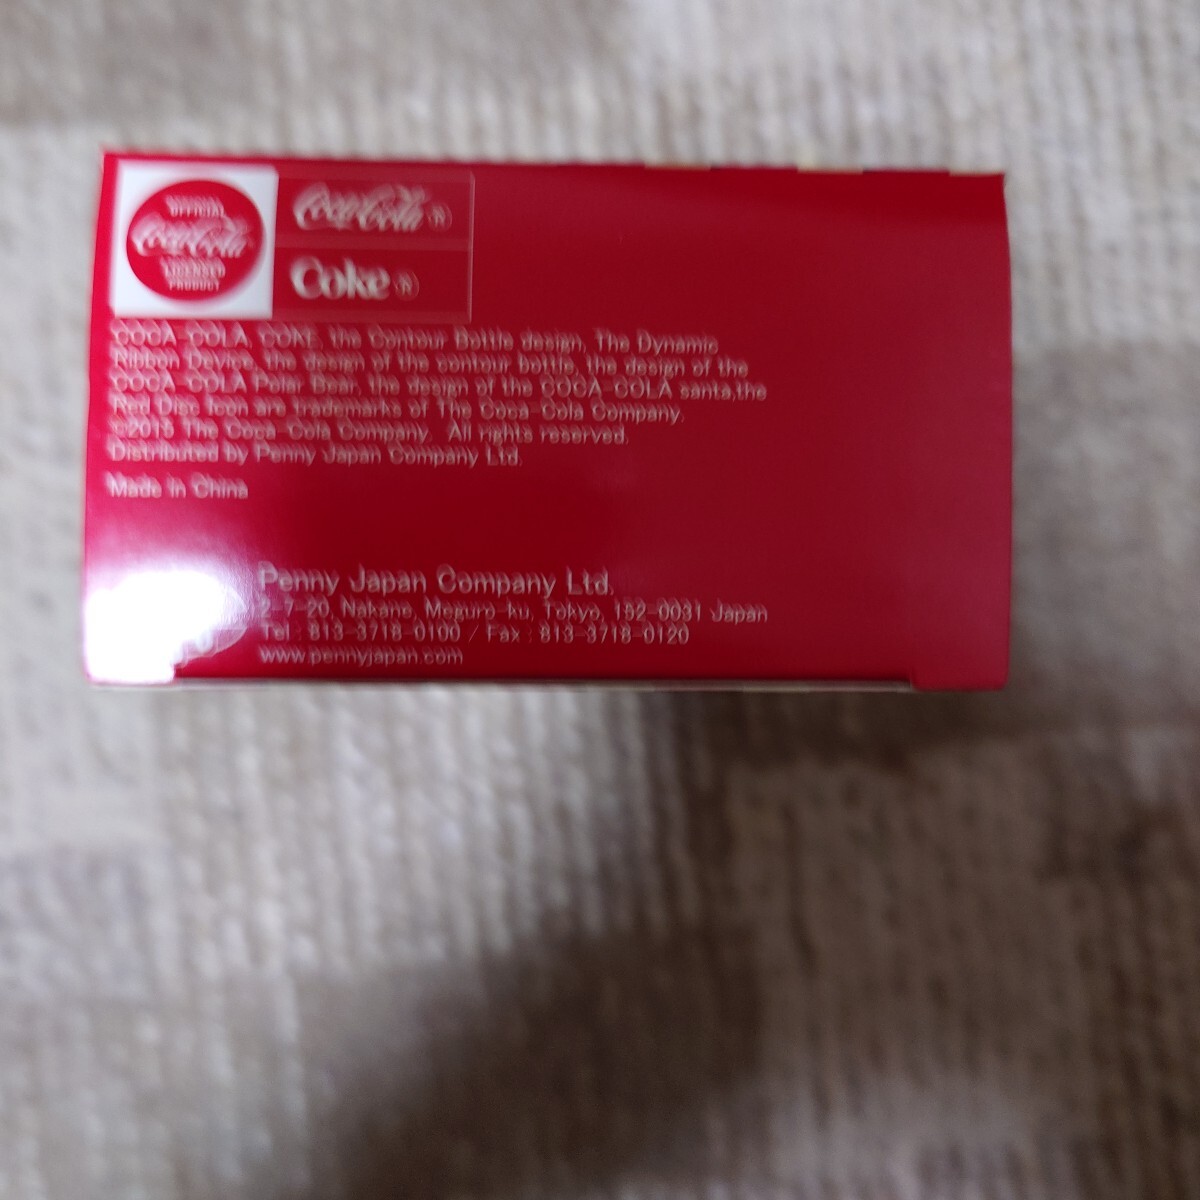 OFFICIAL
Coca-Cola
LICENSED
PRODUCT
Coca-Cola ®
Coke ®
COCA-COLA, COKE, the Contour Bottle design, The Dynamic
Ribbon Device, the design of the contour bottle, the design of the
COCA-COLA Polar Bear, the design of the COCA-COLA santa,the
Red Disc Icon are trademarks of The Coca-Cola Company.
©2015 The Coca-Cola Company. All rights reserved.
Distributed by Penny Japan Company Ltd.
Made in China
Penny Japan Company Ltd.
2-7-20, Nakane, Meguro-ku, Tokyo, 152-0031 Japan
Tel : 813-3718-0100 / Fax : 813-3718-0120
www.pennyjapan.com